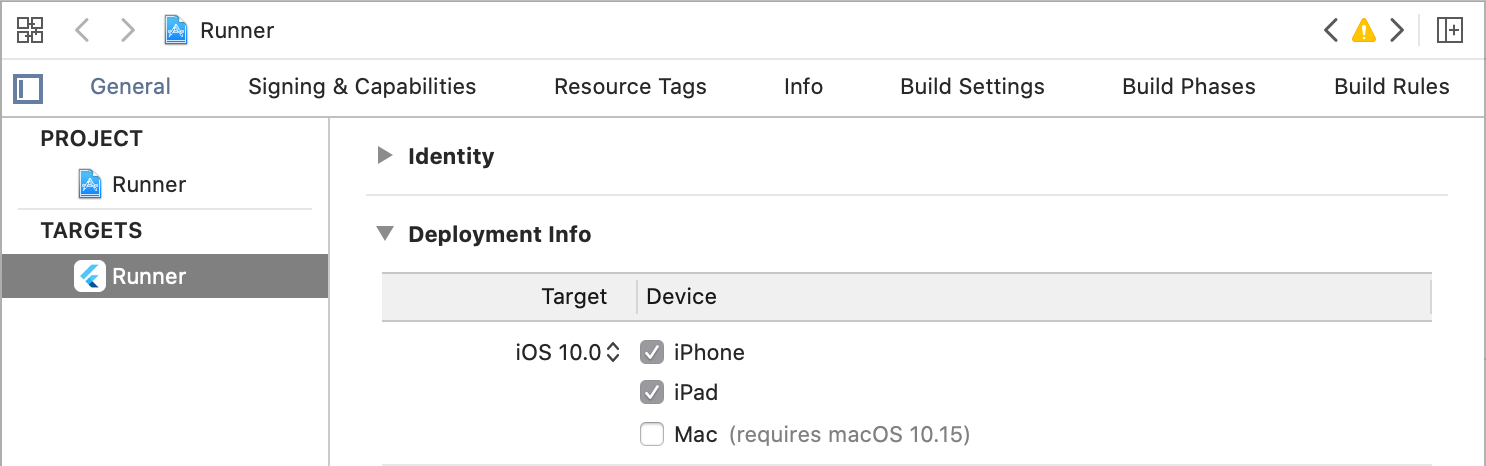 Runner
General Signing & Capabilities Resource Tags Info Build Settings Build Phases Build Rules
PROJECT
Runner
TARGETS
Runner
Identity
Deployment Info
Target Device
iOS 10.0 iPhone
iPad
Mac (requires macOS 10.15)